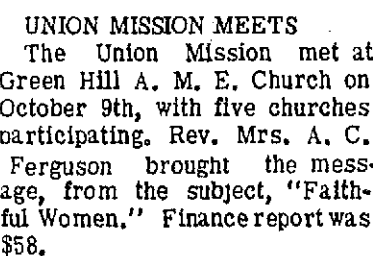 UNION MISSION MEETS
The Union Mission met at
Green Hill A. M. E. Church on
October 9th, with five churches
participating. Rev. Mrs. A. C.
Ferguson brought the mess-
age, from the subject, "Faith-
ful Women." Finance report was
$58.